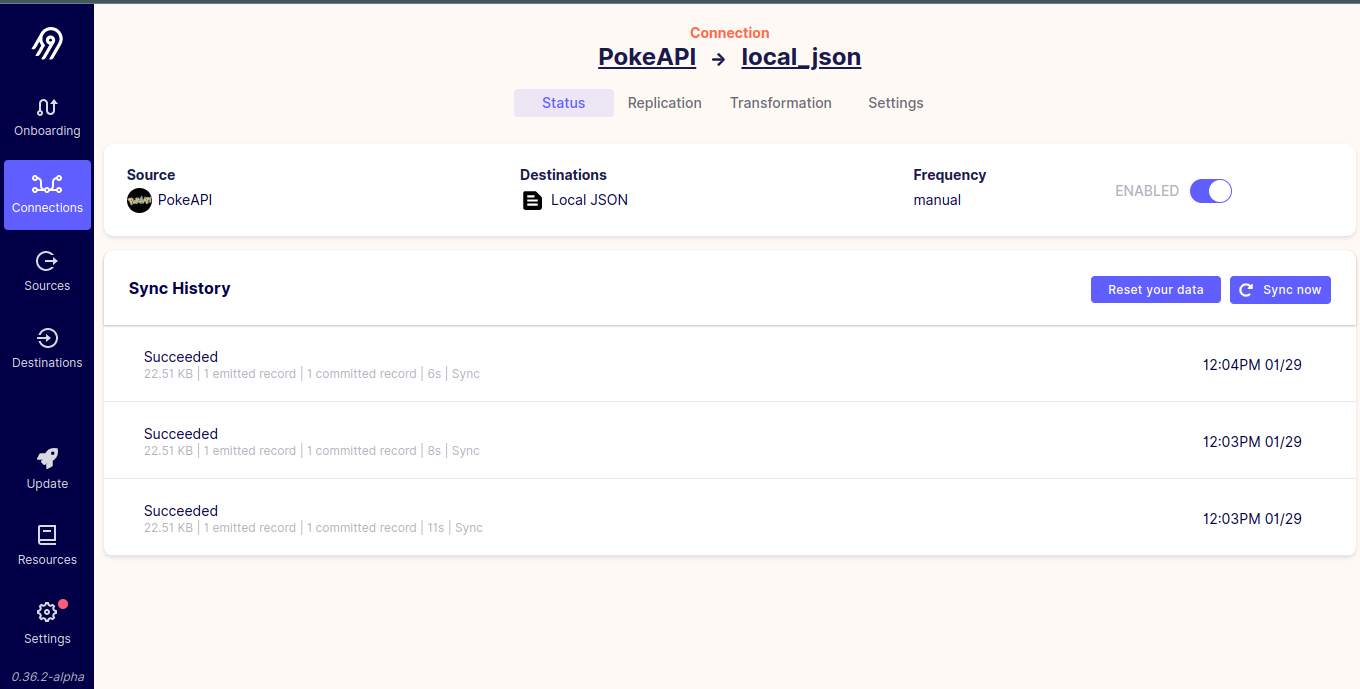 Connection
PokeAPI → local_json
Status Replication Transformation Settings
Onboarding
Connections
Sources
Destinations
Update
Resources
Settings
0.36.2-alpha
Source Destinations Frequency
PokeAPI Local JSON manual ENABLED
Sync History Reset your data Sync now
Succeeded
22.51 KB | 1 emitted record | 1 committed record | 6s | Sync
12:04PM 01/29
Succeeded
22.51 KB | 1 emitted record | 1 committed record | 8s | Sync
12:03PM 01/29
Succeeded
22.51 KB | 1 emitted record | 1 committed record | 11s | Sync
12:03PM 01/29